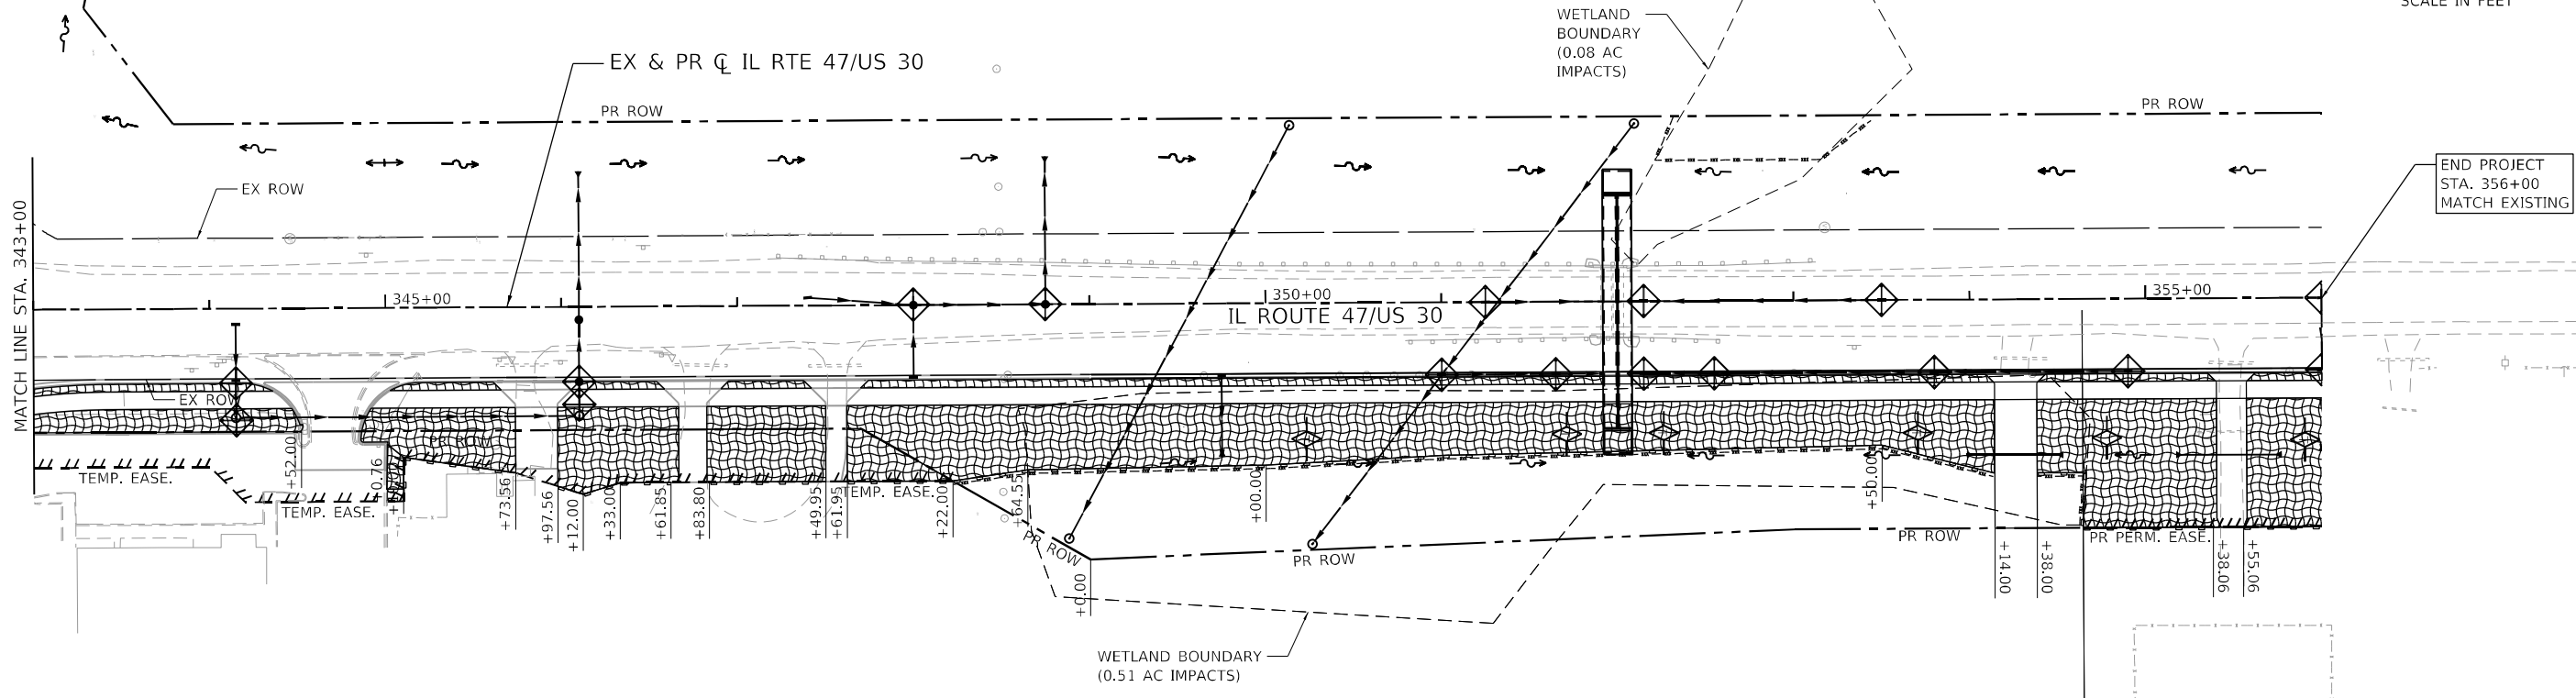 SCALE IN FEET
WETLAND
BOUNDARY
(0.08 AC
IMPACTS)
EX & PR ℄ IL RTE 47/US 30
PR ROW
PR ROW
END PROJECT
STA. 356+00
MATCH EXISTING
EX ROW
MATCH LINE STA. 343+00
345+00
350+00
355+00
IL ROUTE 47/US 30
EX ROW
PR ROW
TEMP. EASE.
TEMP. EASE.
TEMP. EASE.
+52.00
+73.56
+97.56
+12.00
+33.00
+61.85
+83.80
+49.95
+61.95
+22.00
+64.55
+00.00
+50.00
PR ROW
PR ROW
PR ROW
PR PERM. EASE.
+0.00
+14.00
+38.00
+38.06
+55.06
WETLAND BOUNDARY
(0.51 AC IMPACTS)